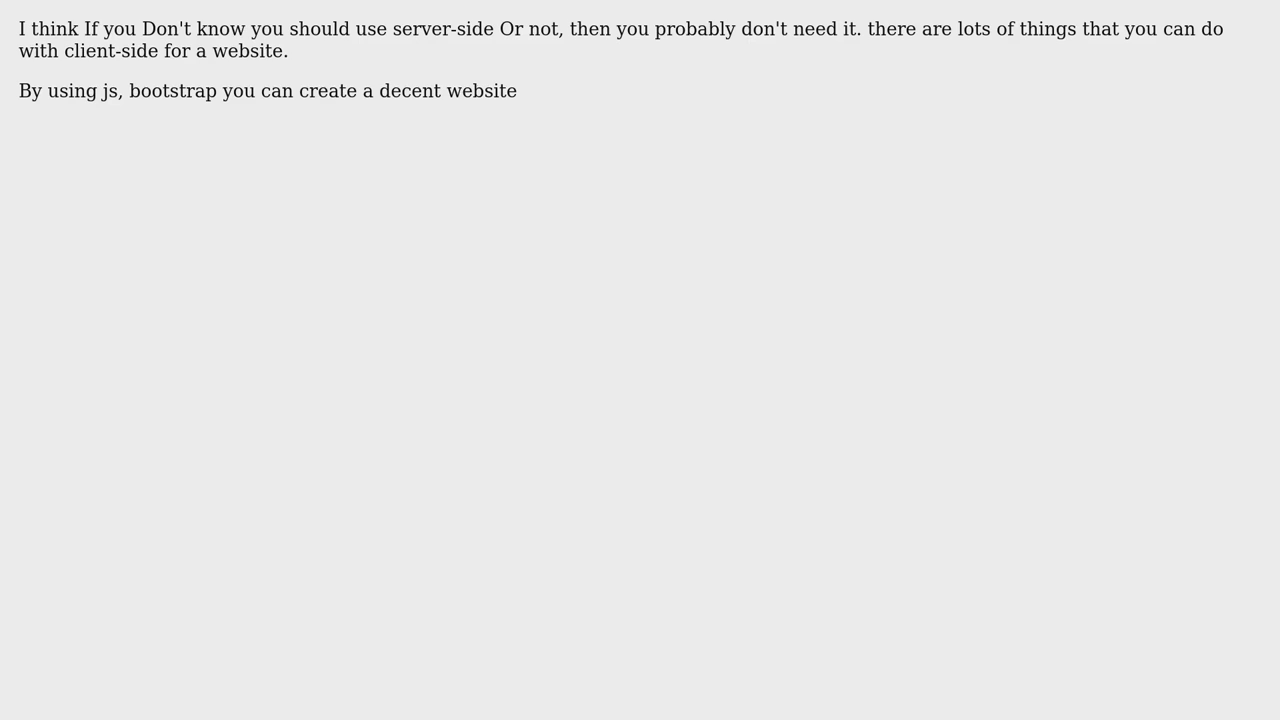 I think If you Don't know you should use server-side Or not, then you probably don't need it. there are lots of things that you can do
with client-side for a website.
By using js, bootstrap you can create a decent website